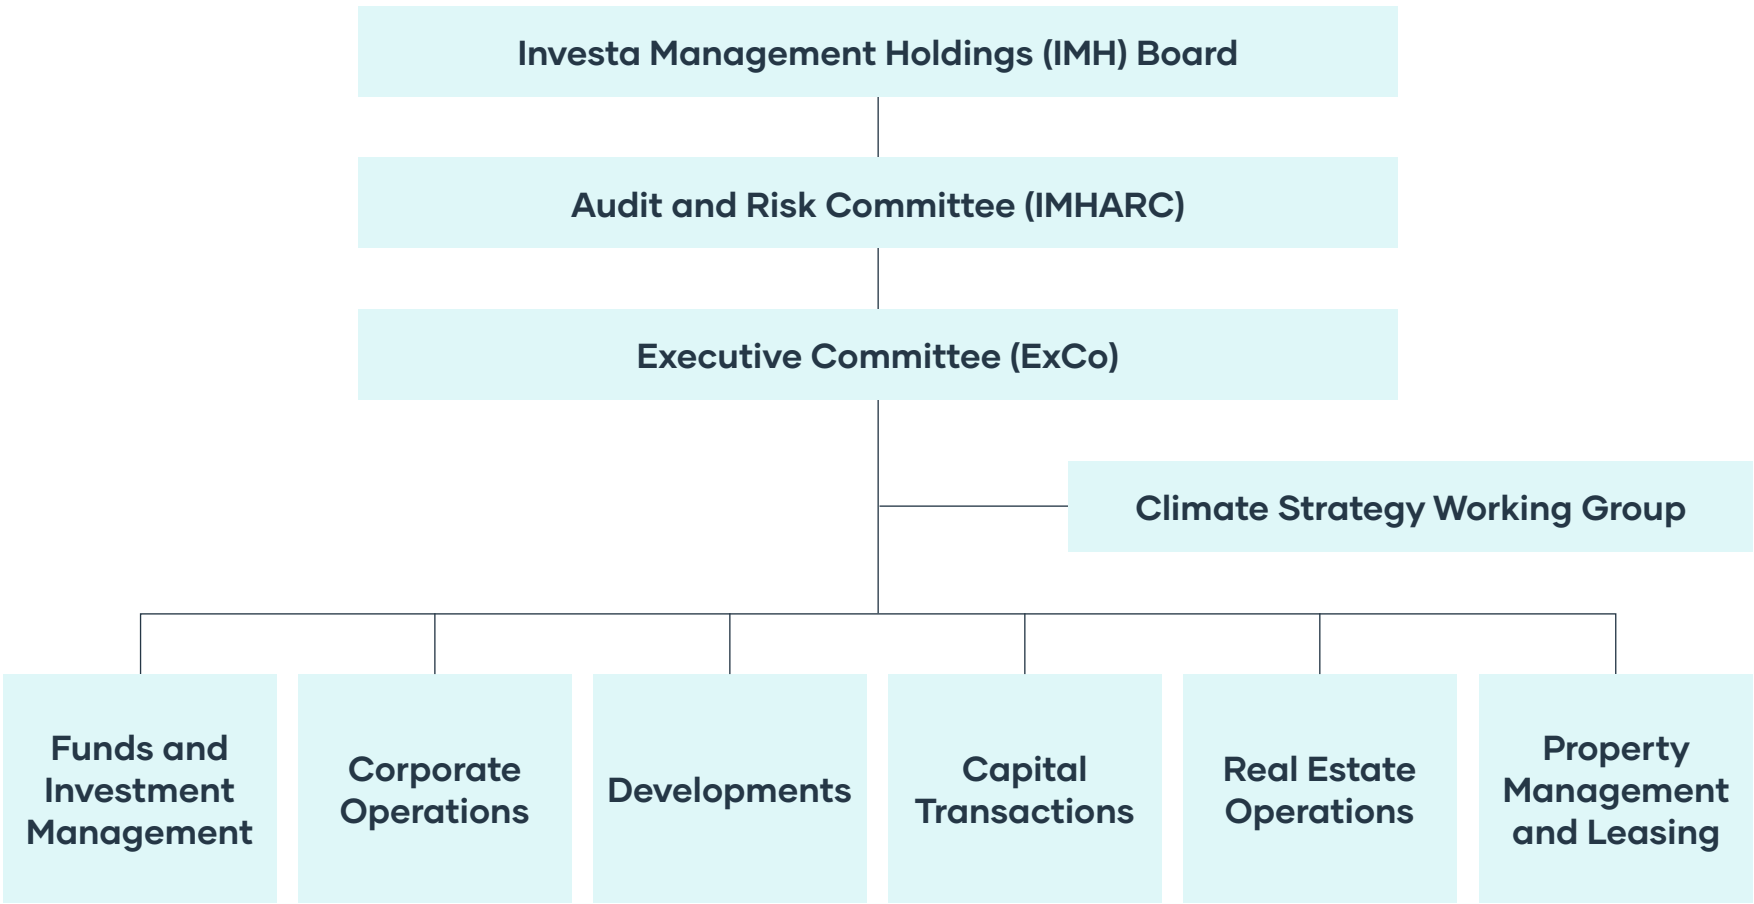 Investa Management Holdings (IMH) Board
Audit and Risk Committee (IMHARC)
Executive Committee (ExCo)
Climate Strategy Working Group
Funds and
Investment
Management
Corporate
Operations
Developments
Capital
Transactions
Real Estate
Operations
Property
Management
and Leasing